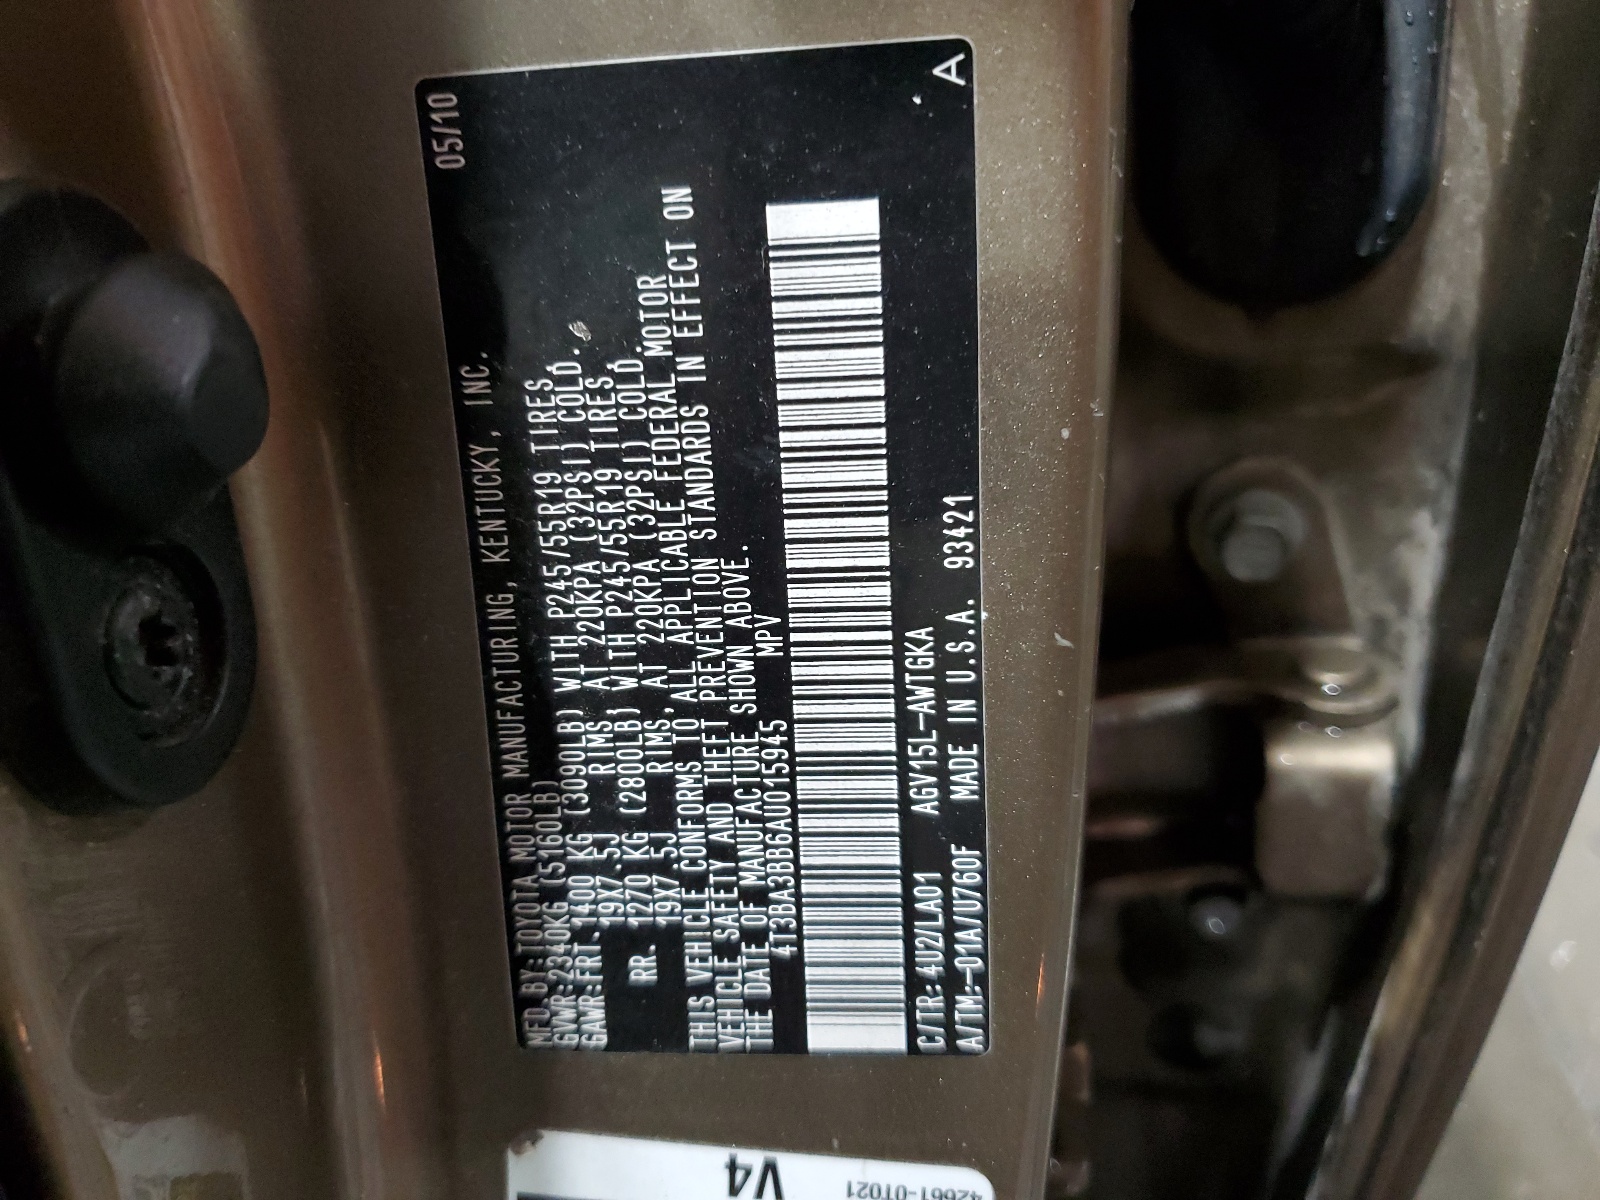 MFD. BY: TOYOTA MOTOR MANUFACTURING, KENTUCKY, INC. 05/10
GVWR: 2340KG (5160LB)
GAWR: FRT. 1400 KG (3090LB) WITH P245/55R19 TIRES,
19X7.5J RIMS, AT 220KPA (32PSI) COLD.
RR. 1270 KG (2800LB) WITH P245/55R19 TIRES,
19X7.5J RIMS, AT 220KPA (32PSI) COLD.
THIS VEHICLE CONFORMS TO ALL APPLICABLE FEDERAL MOTOR
VEHICLE SAFETY AND THEFT PREVENTION STANDARDS IN EFFECT ON
THE DATE OF MANUFACTURE SHOWN ABOVE.
4T3BA3BB6AU015945 MPV
C/TR: 4U2/LA01 AGV15L-AWTGKA
A/TM: -01A/U760F MADE IN U.S.A. 93421 A
V4
42661-0T021